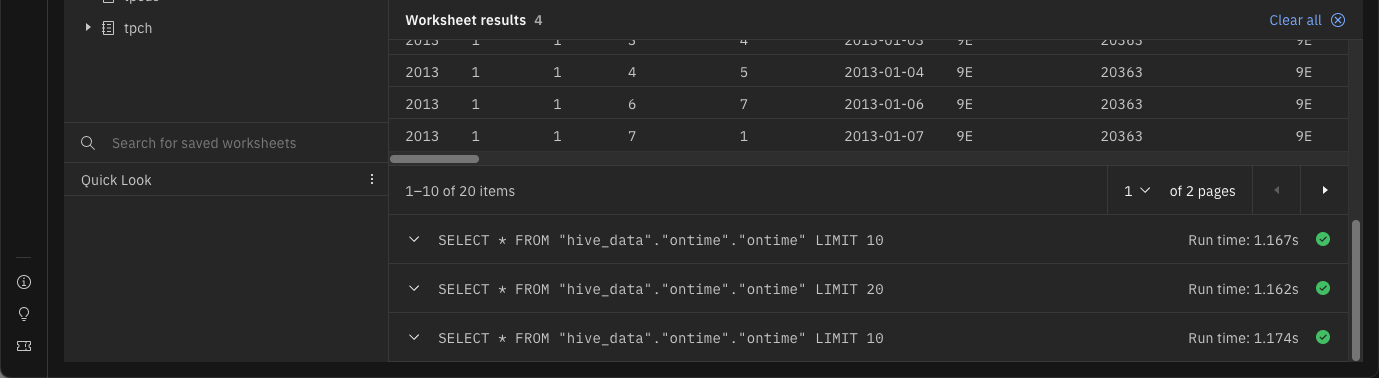 tpch
Search for saved worksheets
Quick Look
Worksheet results 4
Clear all
2013 1 1 3 4 2013-01-03 9E 20363 9E
2013 1 1 4 5 2013-01-04 9E 20363 9E
2013 1 1 6 7 2013-01-06 9E 20363 9E
2013 1 1 7 1 2013-01-07 9E 20363 9E
1–10 of 20 items
1 of 2 pages
SELECT * FROM "hive_data"."ontime"."ontime" LIMIT 10 Run time: 1.167s
SELECT * FROM "hive_data"."ontime"."ontime" LIMIT 20 Run time: 1.162s
SELECT * FROM "hive_data"."ontime"."ontime" LIMIT 10 Run time: 1.174s